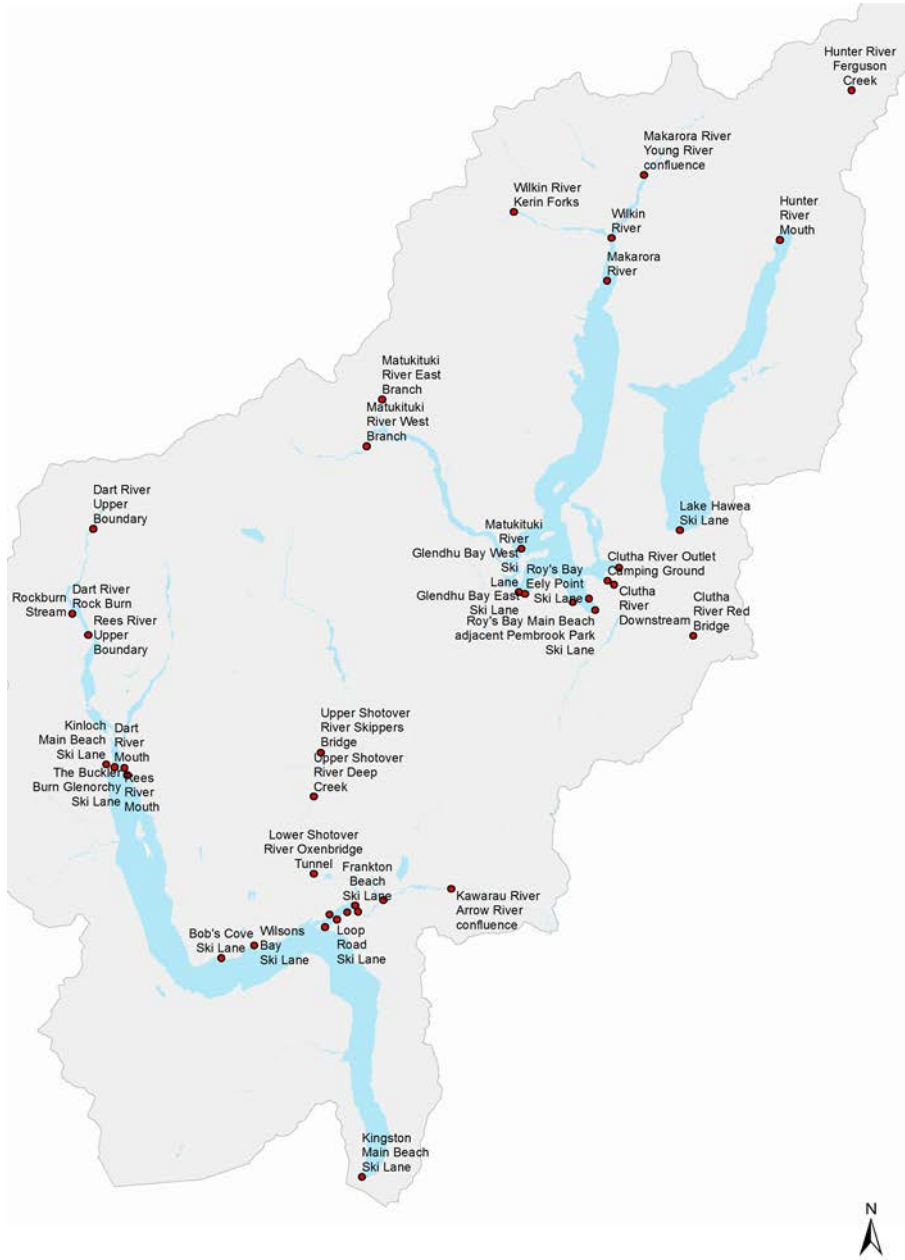 Hunter River
Ferguson
Creek
Makarora River
Young River
confluence
Wilkin River
Kerin Forks
Wilkin
River
Hunter
River
Mouth
Makarora
River
Matukituki
River East
Branch
Matukituki
River West
Branch
Dart River
Upper
Boundary
Lake Hawea
Ski Lane
Matukituki
River
Glendhu Bay West
Ski
Lane
Glendhu Bay East
Ski Lane
Roy's Bay
Eely Point
Ski Lane
Roy's Bay Main Beach
adjacent Pembrook Park
Ski Lane
Clutha River Outlet
Camping Ground
Clutha
River
Downstream
Clutha
River Red
Bridge
Rockburn
Stream
Dart River
Rock Burn
Rees River
Upper
Boundary
Kinloch
Main Beach
Ski Lane
Dart
River
Mouth
The Buckler
Burn Glenorchy
Ski Lane
Rees
River
Mouth
Upper Shotover
River Skippers
Bridge
Upper Shotover
River Deep
Creek
Lower Shotover
River Oxenbridge
Tunnel
Frankton
Beach
Ski Lane
Kawarau River
Arrow River
confluence
Bob's Cove
Ski Lane
Wilsons
Bay
Ski Lane
Loop
Road
Ski Lane
Kingston
Main Beach
Ski Lane
N